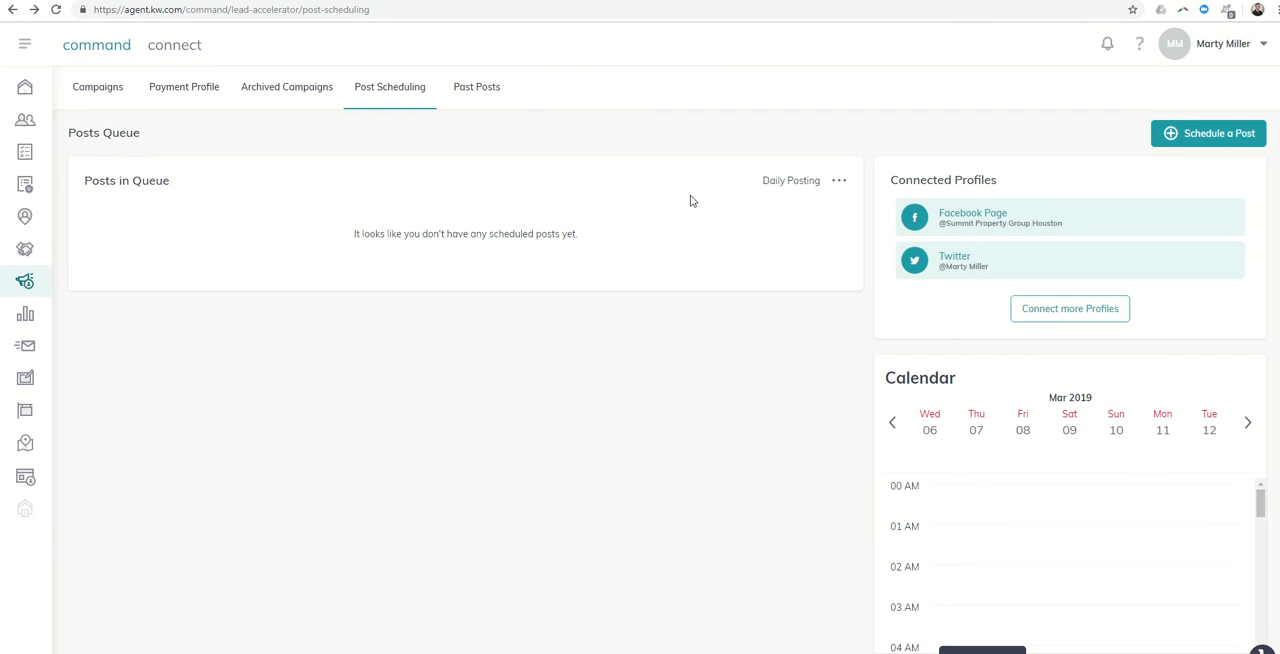 https://agent.kw.com/command/lead-accelerator/post-scheduling
command connect
? MM Marty Miller
Campaigns Payment Profile Archived Campaigns Post Scheduling Past Posts
Posts Queue
Schedule a Post
Posts in Queue
Daily Posting
It looks like you don't have any scheduled posts yet.
Connected Profiles
Facebook Page
@Summit Property Group Houston
Twitter
@Marty Miller
Connect more Profiles
Calendar
Mar 2019
Wed Thu Fri Sat Sun Mon Tue
06 07 08 09 10 11 12
00 AM
01 AM
02 AM
03 AM
04 AM